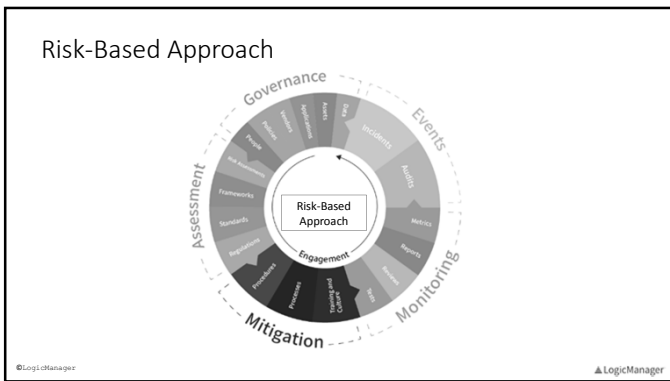 Risk-Based Approach
Governance
Events
Monitoring
Mitigation
Assessment
People
Policies
Vendors
Applications
Assets
Data
Incidents
Audits
Metrics
Reports
Reviews
Tests
Training and
Culture
Processes
Procedures
Regulations
Standards
Frameworks
Risk Assessments
Engagement
Risk-Based
Approach
©LogicManager
LogicManager